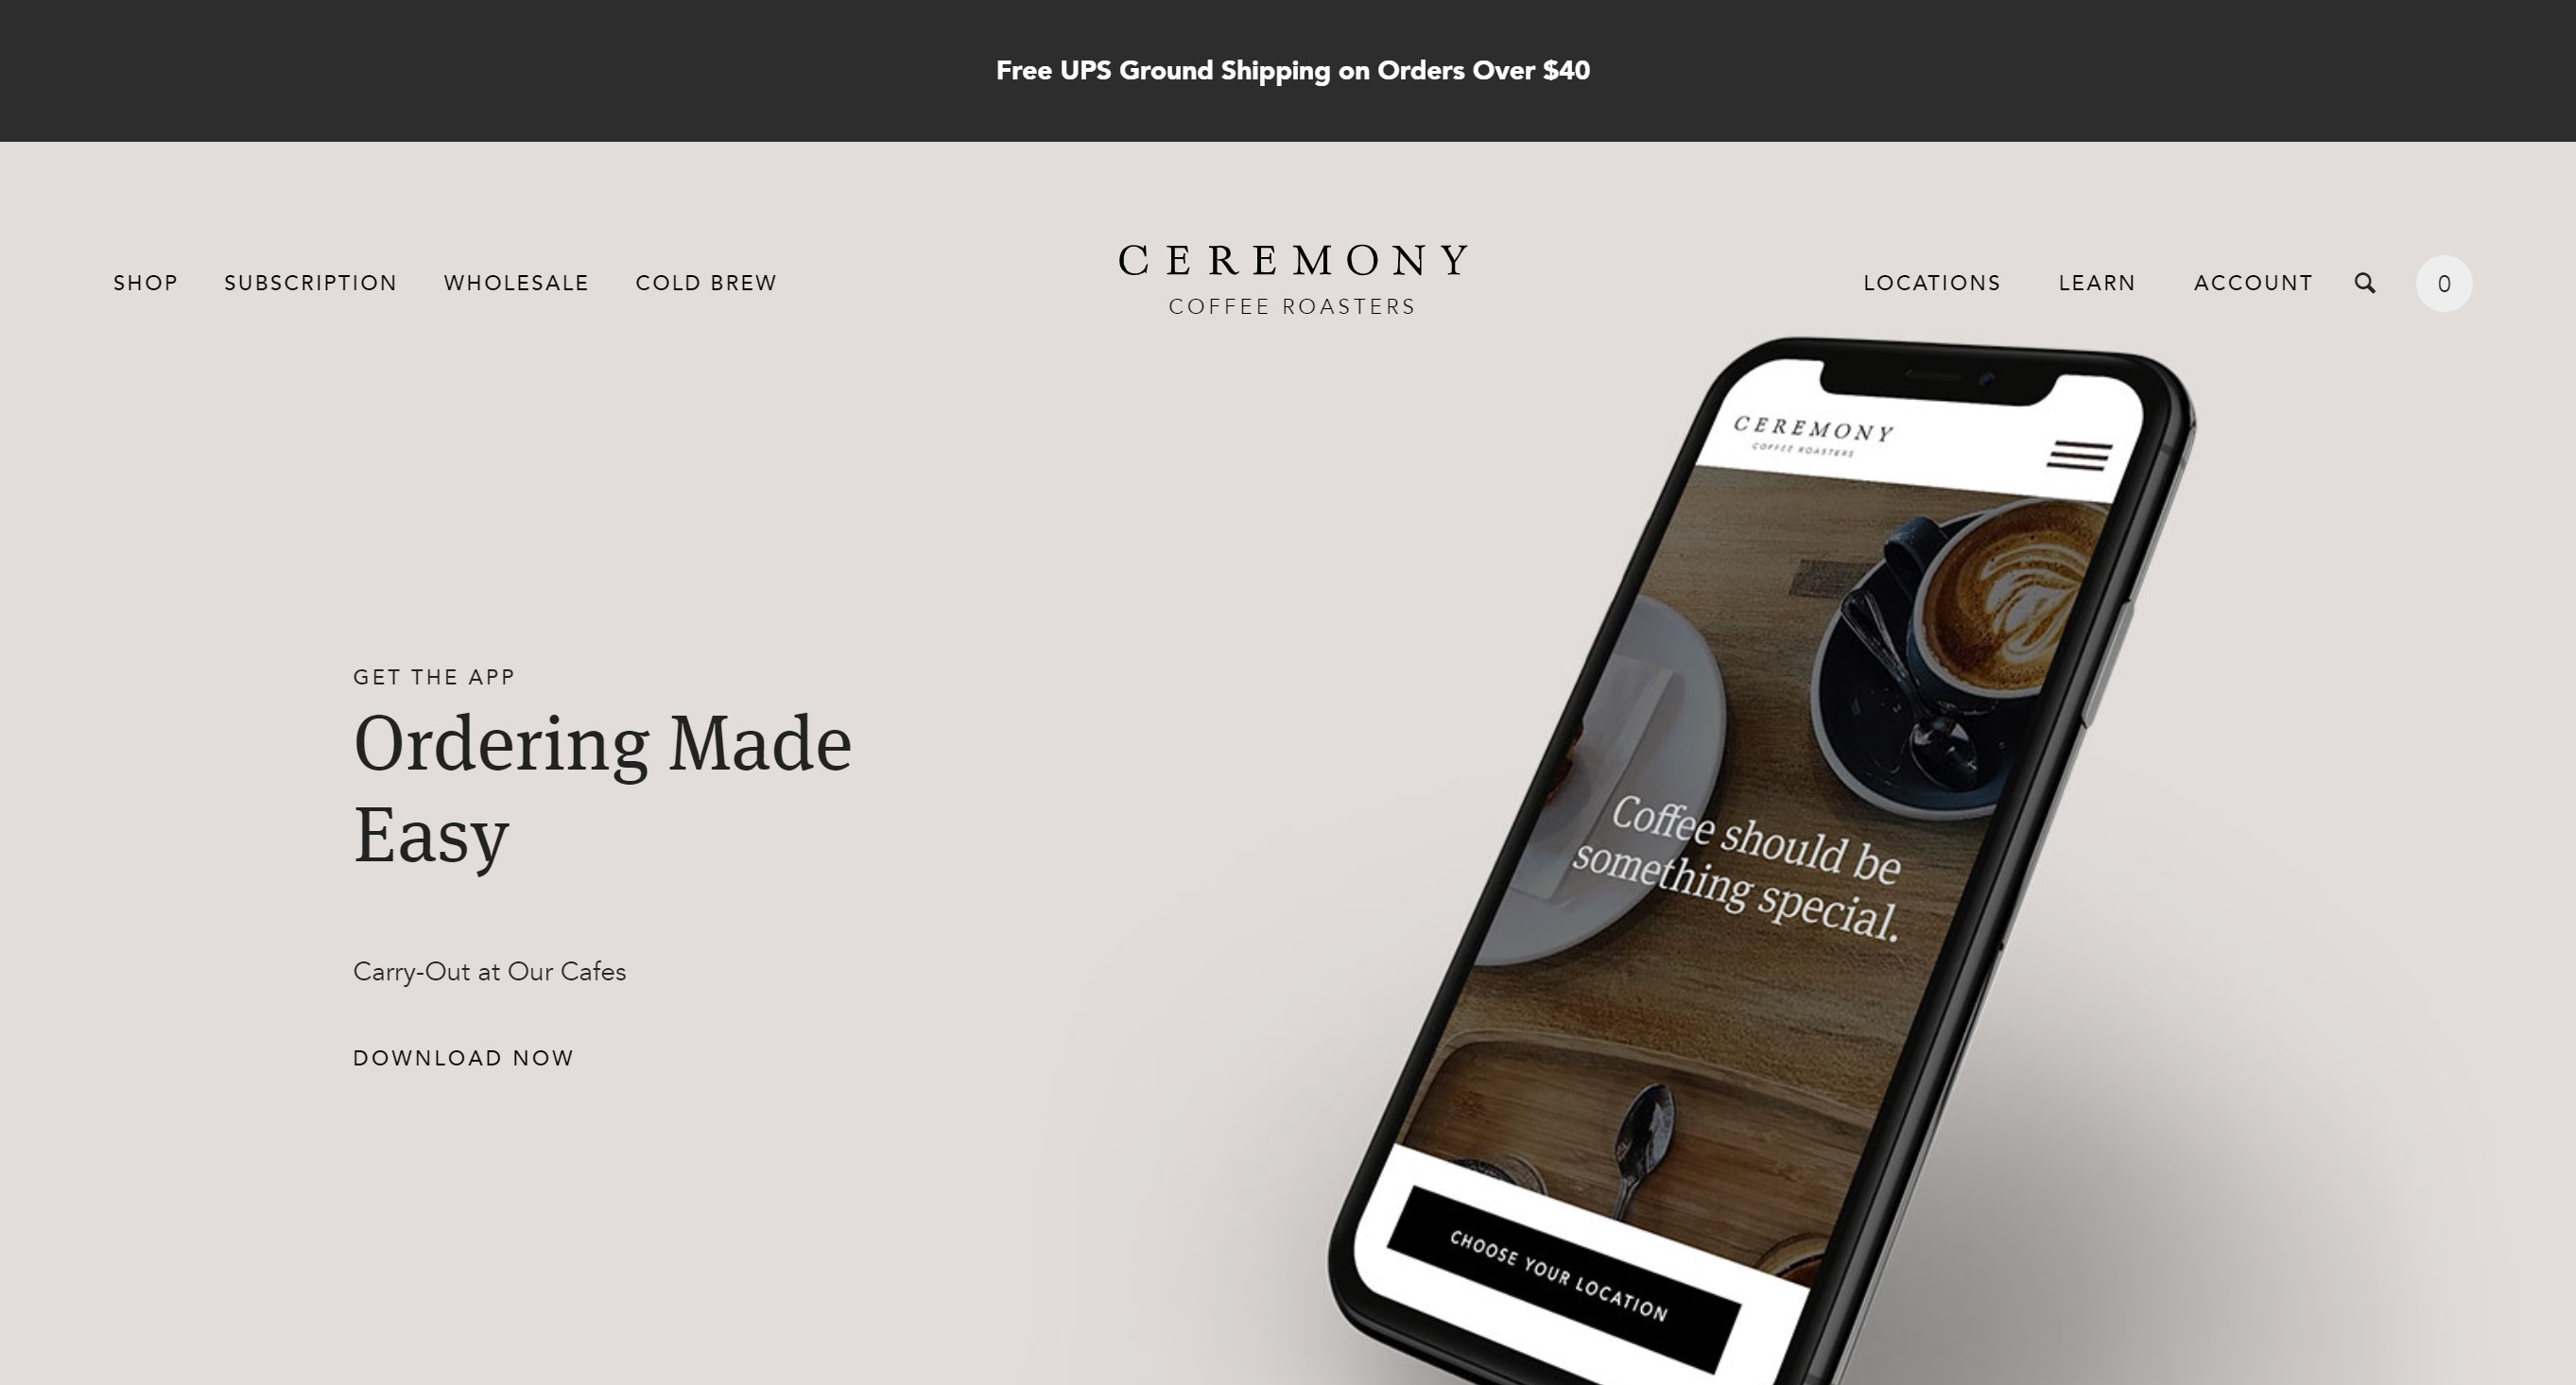 Free UPS Ground Shipping on Orders Over $40
SHOP SUBSCRIPTION WHOLESALE COLD BREW
CEREMONY
COFFEE ROASTERS
LOCATIONS LEARN ACCOUNT 0
GET THE APP
Ordering Made
Easy
Carry-Out at Our Cafes
DOWNLOAD NOW
CEREMONY
COFFEE ROASTERS
Coffee should be
something special.
CHOOSE YOUR LOCATION